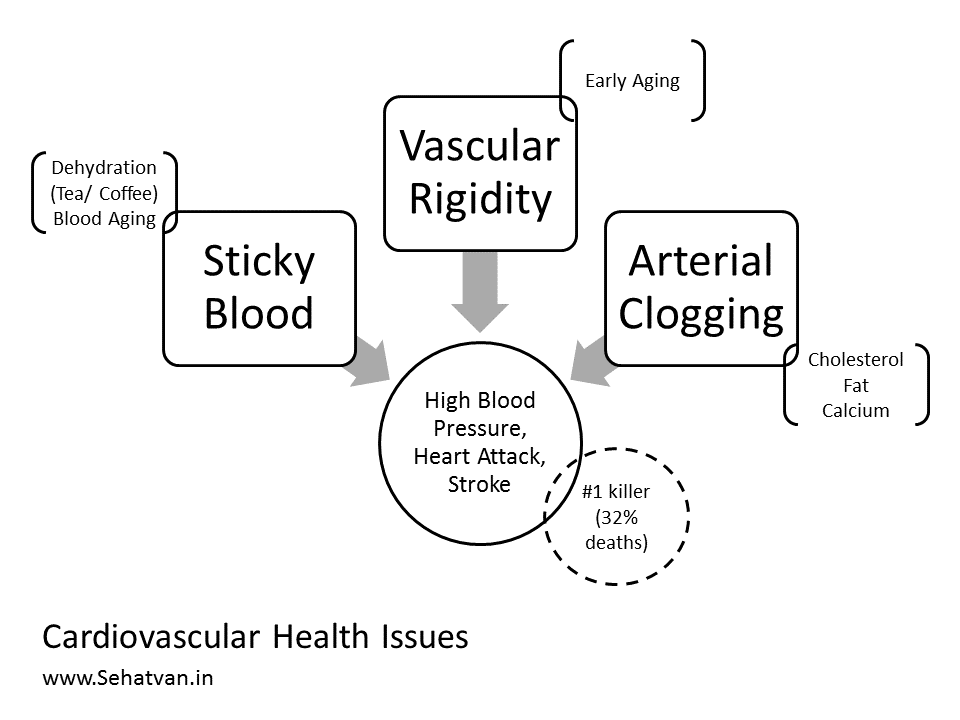 Early Aging
Vascular
Rigidity
Dehydration
(Tea/ Coffee)
Blood Aging
Sticky
Blood
Arterial
Clogging
Cholesterol
Fat
Calcium
High Blood
Pressure,
Heart Attack,
Stroke
#1 killer
(32%
deaths)
Cardiovascular Health Issues
www.Sehatvan.in